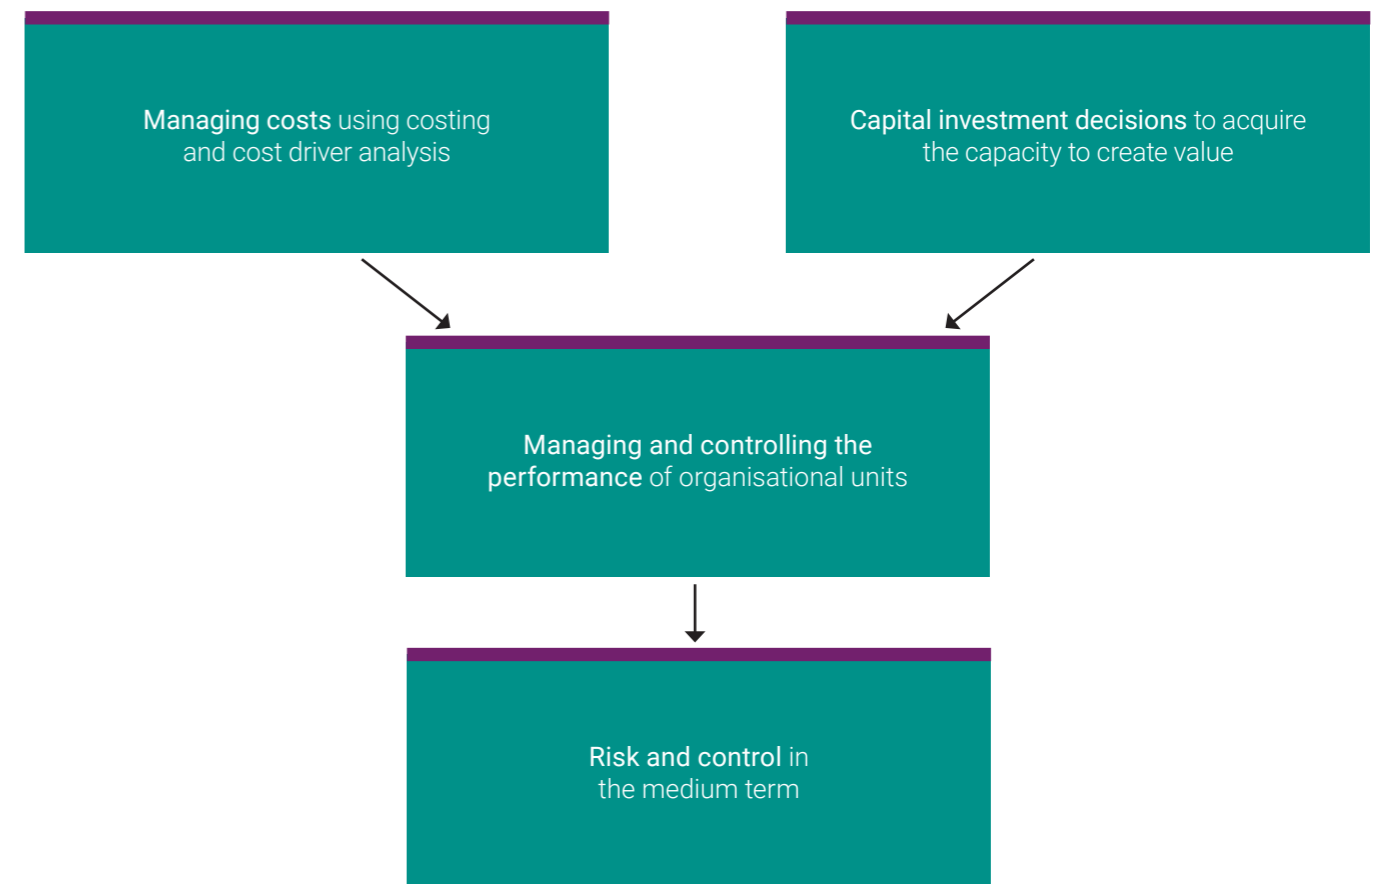 Managing costs using costing
and cost driver analysis
Capital investment decisions to acquire
the capacity to create value
Managing and controlling the
performance of organisational units
Risk and control in
the medium term